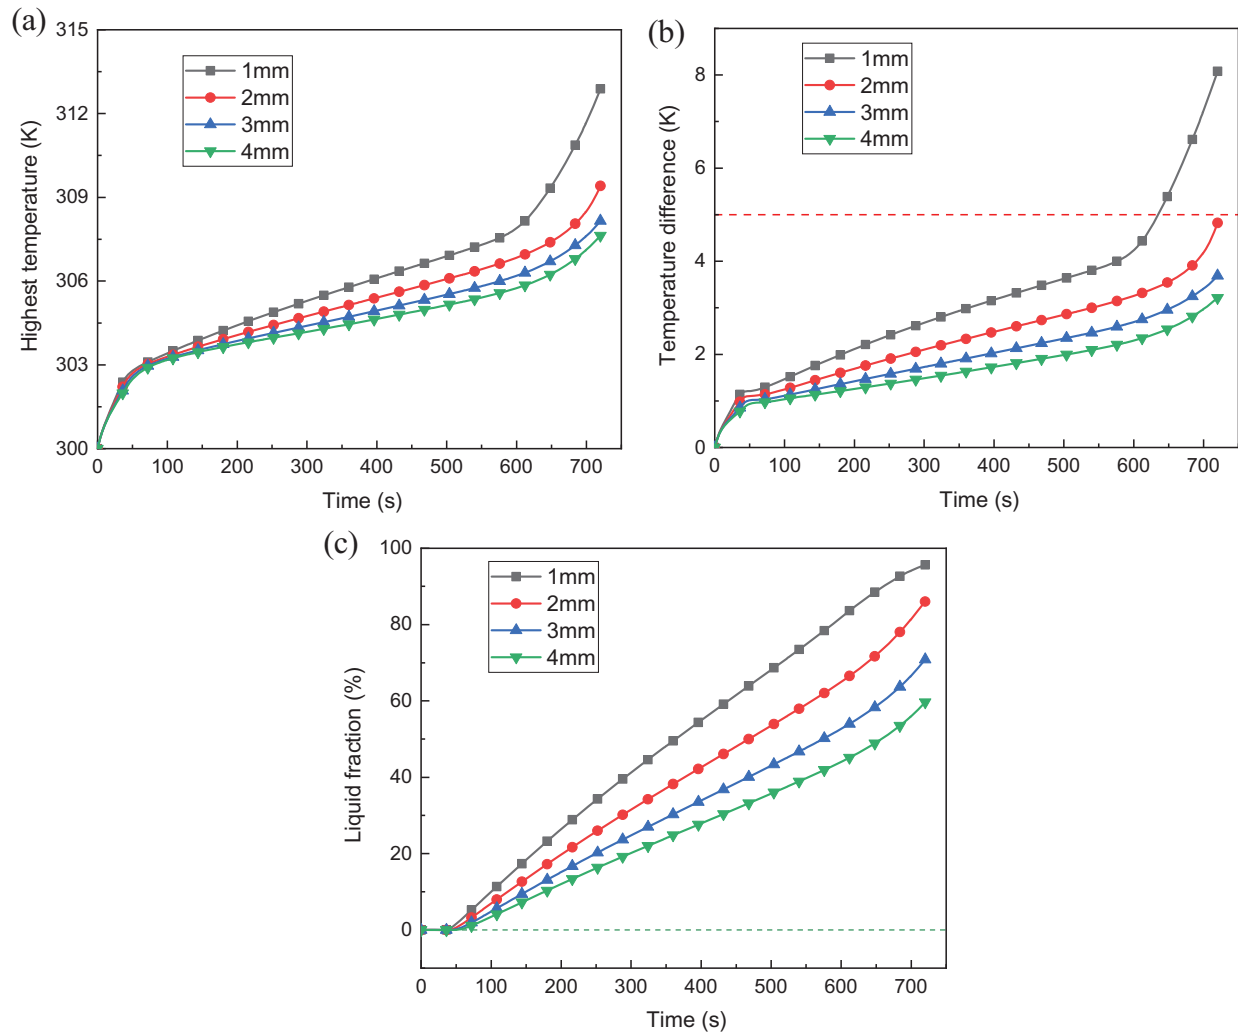 (a)
315
312
309
306
303
300
Highest temperature (K)
1mm
2mm
3mm
4mm
0 100 200 300 400 500 600 700
Time (s)
(b)
8
6
4
2
0
Temperature difference (K)
1mm
2mm
3mm
4mm
0 100 200 300 400 500 600 700
Time (s)
(c)
100
80
60
40
20
0
Liquid fraction (%)
1mm
2mm
3mm
4mm
0 100 200 300 400 500 600 700
Time (s)